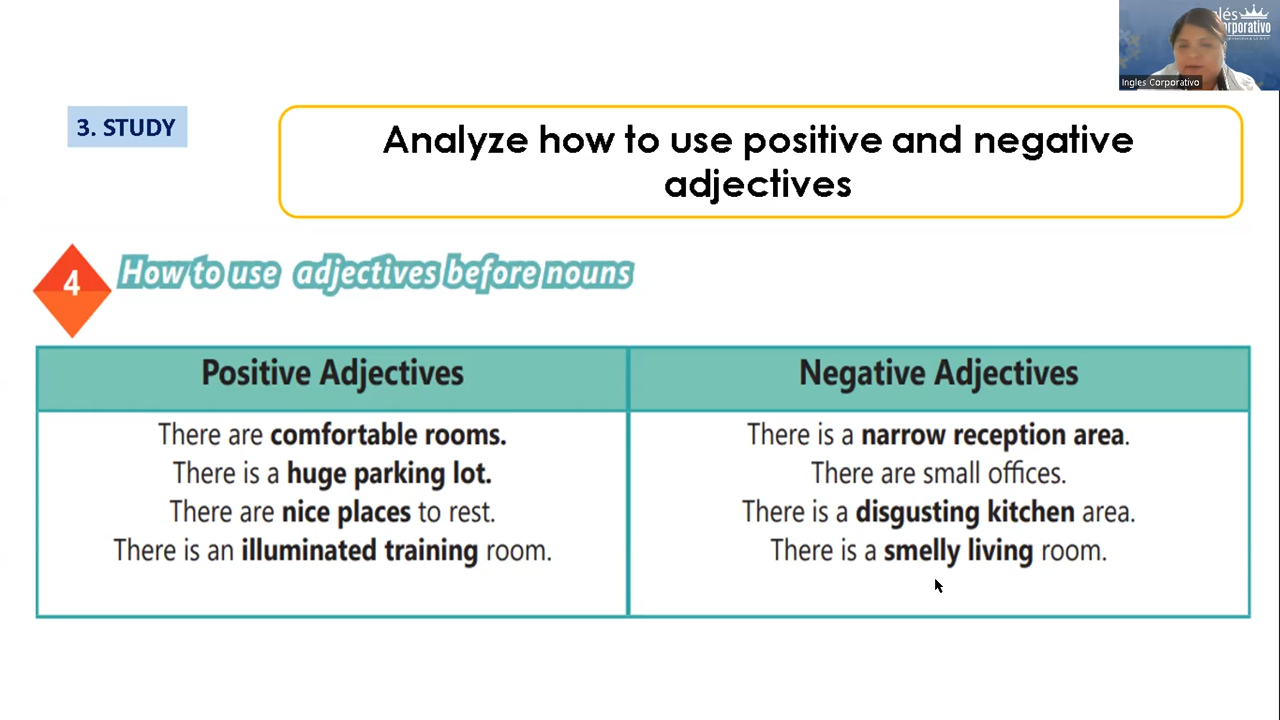 glés
orporativo
Ingles Corporativo
3. STUDY
Analyze how to use positive and negative
adjectives
4
How to use adjectives before nouns
Positive Adjectives
Negative Adjectives
There are comfortable rooms.
There is a huge parking lot.
There are nice places to rest.
There is an illuminated training room.
There is a narrow reception area.
There are small offices.
There is a disgusting kitchen area.
There is a smelly living room.